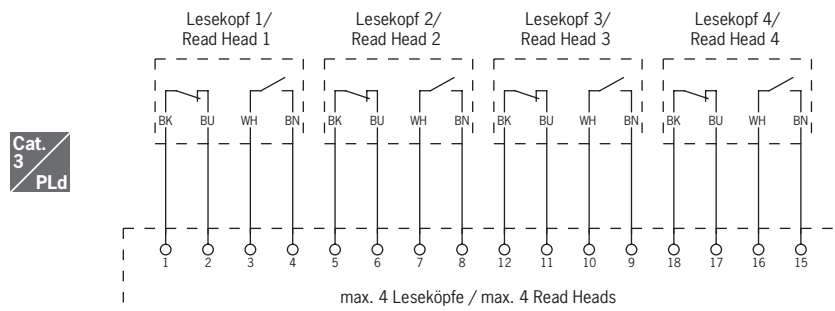 Lesekopf 1/
Read Head 1
Lesekopf 2/
Read Head 2
Lesekopf 3/
Read Head 3
Lesekopf 4/
Read Head 4
BK BU WH BN BK BU WH BN BK BU WH BN BK BU WH BN
Cat.
3
PLd
1 2 3 4 5 6 7 8 12 11 10 9 18 17 16 15
max. 4 Leseköpfe / max. 4 Read Heads